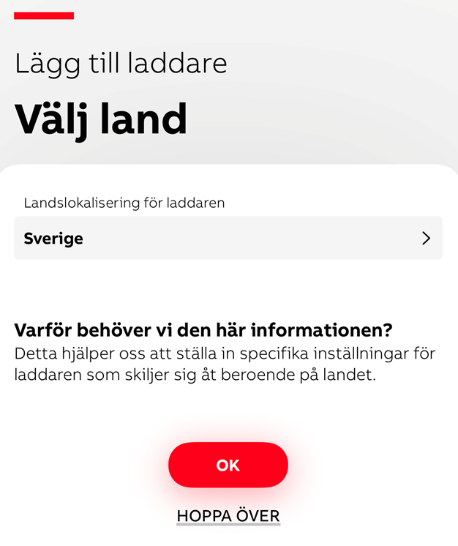 Lägg till laddare
Välj land
Landslokalisering för laddaren
Sverige
Varför behöver vi den här informationen?
Detta hjälper oss att ställa in specifika inställningar för
laddaren som skiljer sig åt beroende på landet.
OK
HOPPA ÖVER